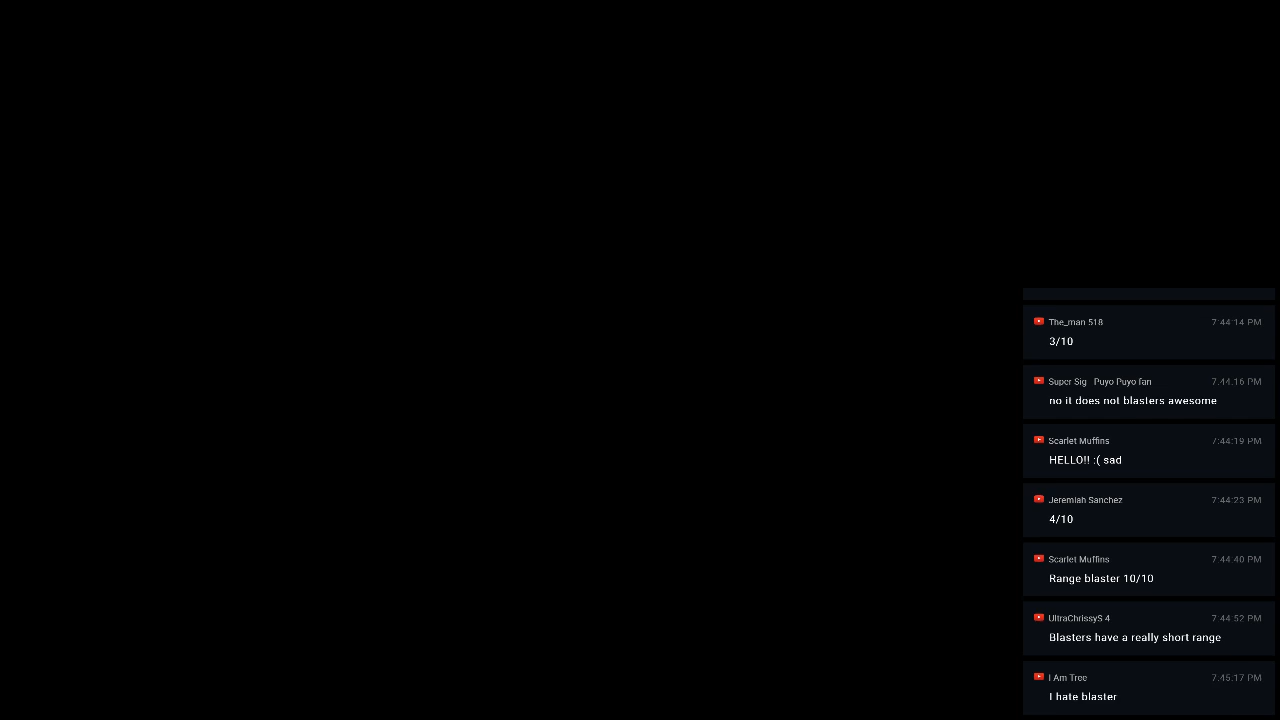 The_man 518 7:44:14 PM
3/10
Super Sig Puyo Puyo fan 7:44:16 PM
no it does not blasters awesome
Scarlet Muffins 7:44:19 PM
HELLO!! :( sad
Jeremiah Sanchez 7:44:23 PM
4/10
Scarlet Muffins 7:44:40 PM
Range blaster 10/10
UltraChrissyS 4 7:44:52 PM
Blasters have a really short range
I Am Tree 7:45:17 PM
I hate blaster